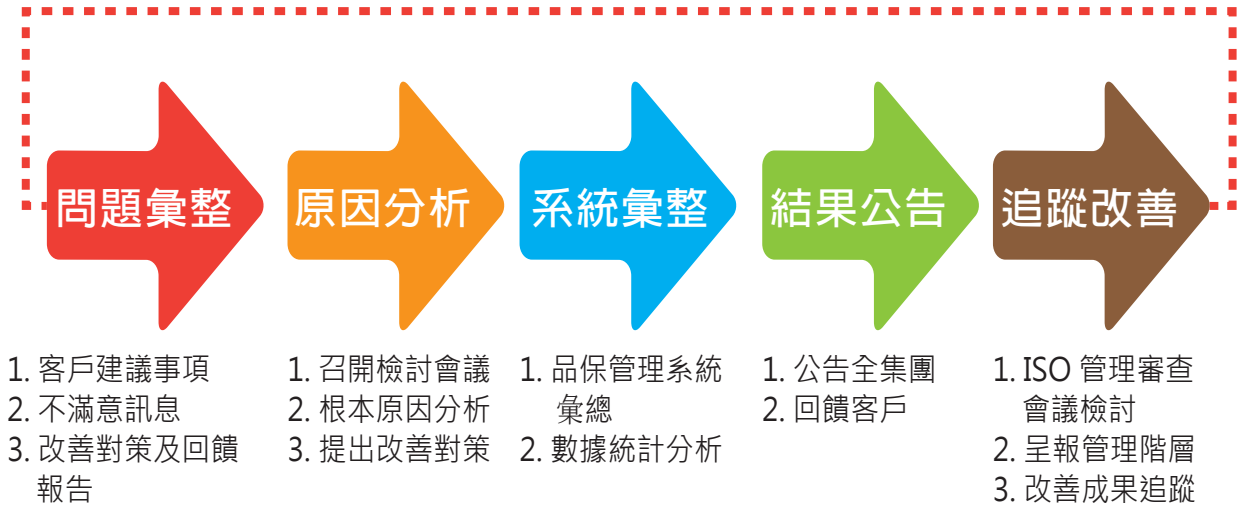 問題彙整
原因分析
系統彙整
結果公告
追蹤改善
1. 客戶建議事項
2. 不滿意訊息
3. 改善對策及回饋
報告
1. 召開檢討會議
2. 根本原因分析
3. 提出改善對策
1. 品保管理系統
彙總
2. 數據統計分析
1. 公告全集團
2. 回饋客戶
1. ISO 管理審查
會議檢討
2. 呈報管理階層
3. 改善成果追蹤